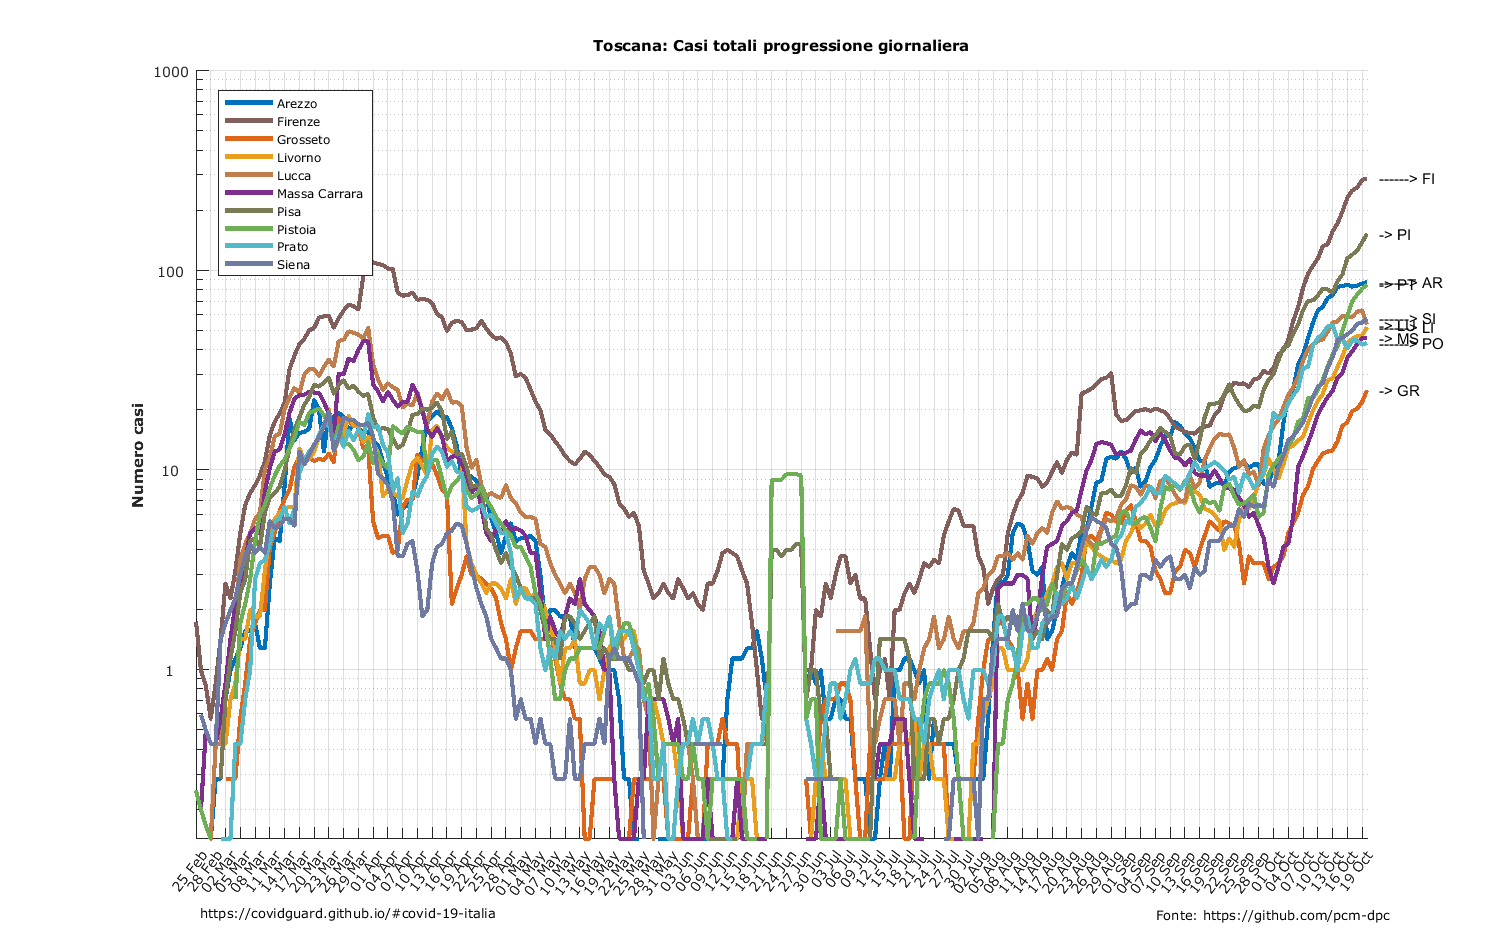 Toscana: Casi totali progressione giornaliera
1000
100
10
1
Numero casi
Arezzo
Firenze
Grosseto
Livorno
Lucca
Massa Carrara
Pisa
Pistoia
Prato
Siena
------> FI
-> PI
-> PT
------> AR
------> SI
-> LU
------> LI
-> MS
------> PO
-> GR
25 Feb
28 Feb
02 Mar
05 Mar
08 Mar
11 Mar
14 Mar
17 Mar
20 Mar
23 Mar
26 Mar
29 Mar
01 Apr
04 Apr
07 Apr
10 Apr
13 Apr
16 Apr
19 Apr
22 Apr
25 Apr
28 Apr
01 May
04 May
07 May
10 May
13 May
16 May
19 May
22 May
25 May
28 May
31 May
03 Jun
06 Jun
09 Jun
12 Jun
15 Jun
18 Jun
21 Jun
24 Jun
27 Jun
30 Jun
03 Jul
06 Jul
09 Jul
12 Jul
15 Jul
18 Jul
21 Jul
24 Jul
27 Jul
30 Jul
02 Aug
05 Aug
08 Aug
11 Aug
14 Aug
17 Aug
20 Aug
23 Aug
26 Aug
29 Aug
01 Sep
04 Sep
07 Sep
10 Sep
13 Sep
16 Sep
19 Sep
22 Sep
25 Sep
28 Sep
01 Oct
04 Oct
07 Oct
10 Oct
13 Oct
16 Oct
19 Oct
https://covidguard.github.io/#covid-19-italia
Fonte: https://github.com/pcm-dpc